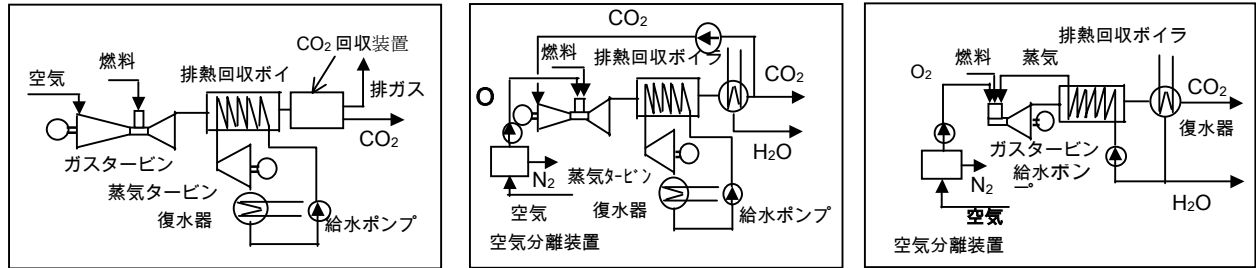 CO2 回収装置
燃料
空気
排熱回収ボイ
排ガス
CO2
ガスタービン
蒸気タービン
復水器
給水ポンプ
CO2
燃料
排熱回収ボイラ
CO2
O
H2O
N2
蒸気ﾀｰﾋﾞﾝ
空気
復水器
給水ポンプ
空気分離装置
排熱回収ボイラ
燃料
蒸気
O2
CO2
復水器
ガスタービン
給水ポン
プ
N2
H2O
空気
空気分離装置